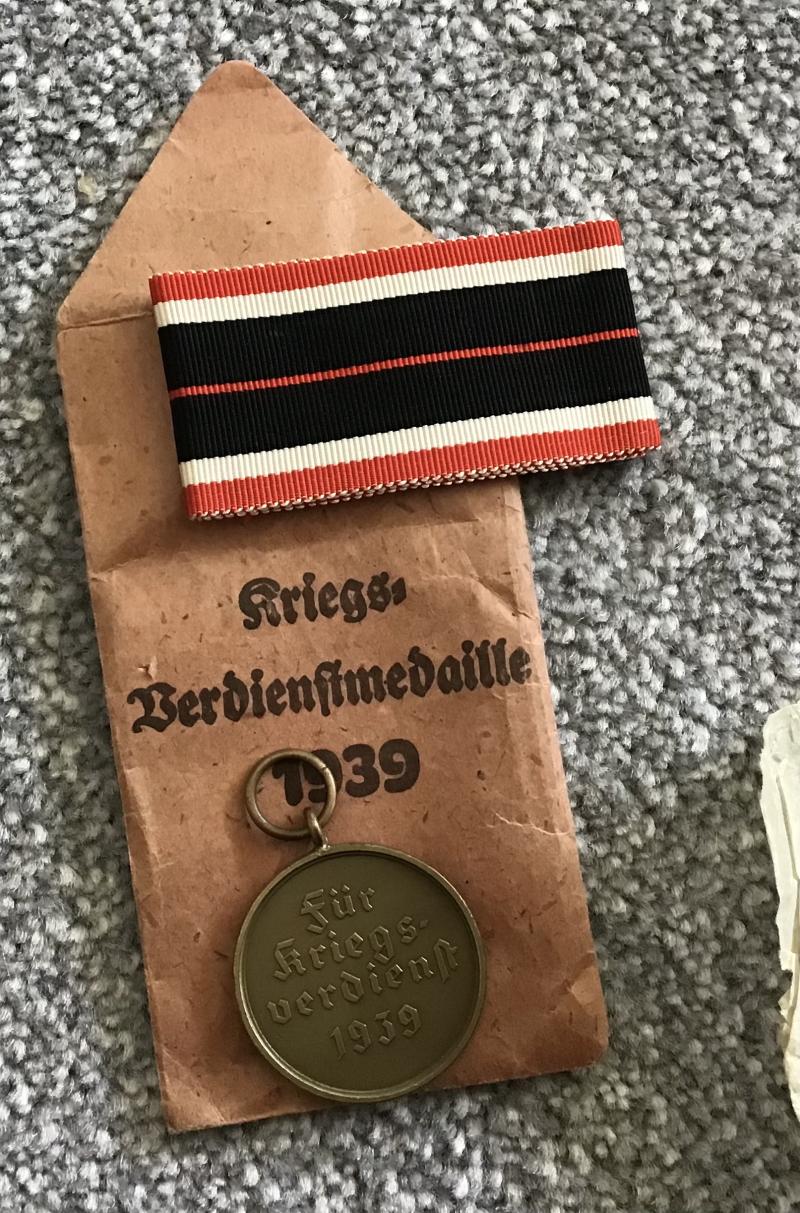 Kriegs-
Verdienſtmedaille
1939
Für
Kriegs-
verdienſt
1939